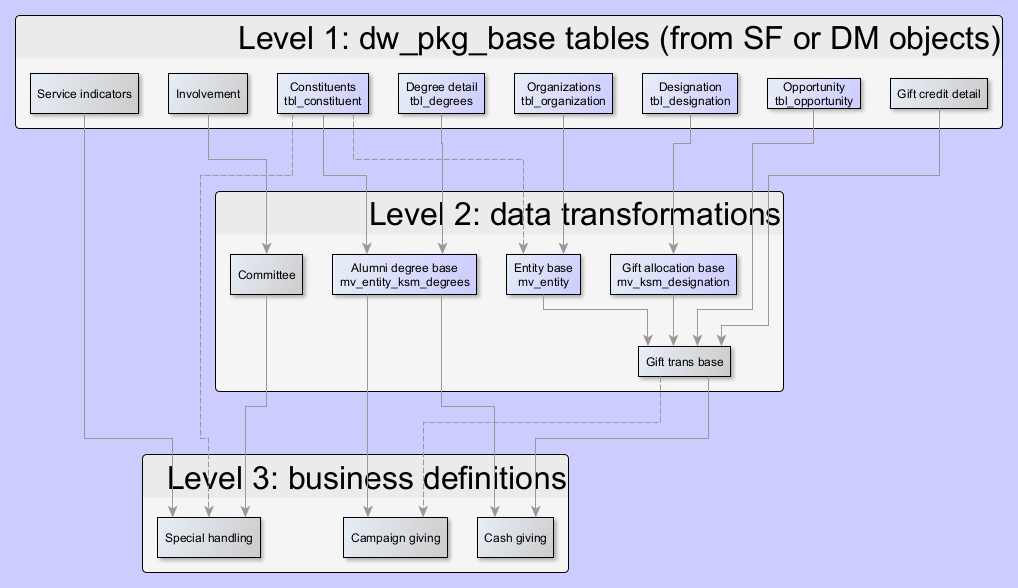 Level 1: dw_pkg_base tables (from SF or DM objects)
Service indicators
Involvement
Constituents
tbl_constituent
Degree detail
tbl_degrees
Organizations
tbl_organization
Designation
tbl_designation
Opportunity
tbl_opportunity
Gift credit detail
Level 2: data transformations
Committee
Alumni degree base
mv_entity_ksm_degrees
Entity base
mv_entity
Gift allocation base
mv_ksm_designation
Gift trans base
Level 3: business definitions
Special handling
Campaign giving
Cash giving